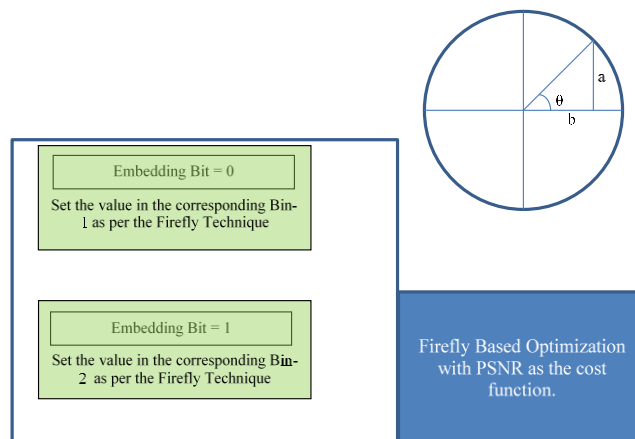 a
θ
b
Embedding Bit = 0
Set the value in the corresponding Bin-
1 as per the Firefly Technique
Embedding Bit = 1
Set the value in the corresponding Bin-
2 as per the Firefly Technique
Firefly Based Optimization
with PSNR as the cost
function.